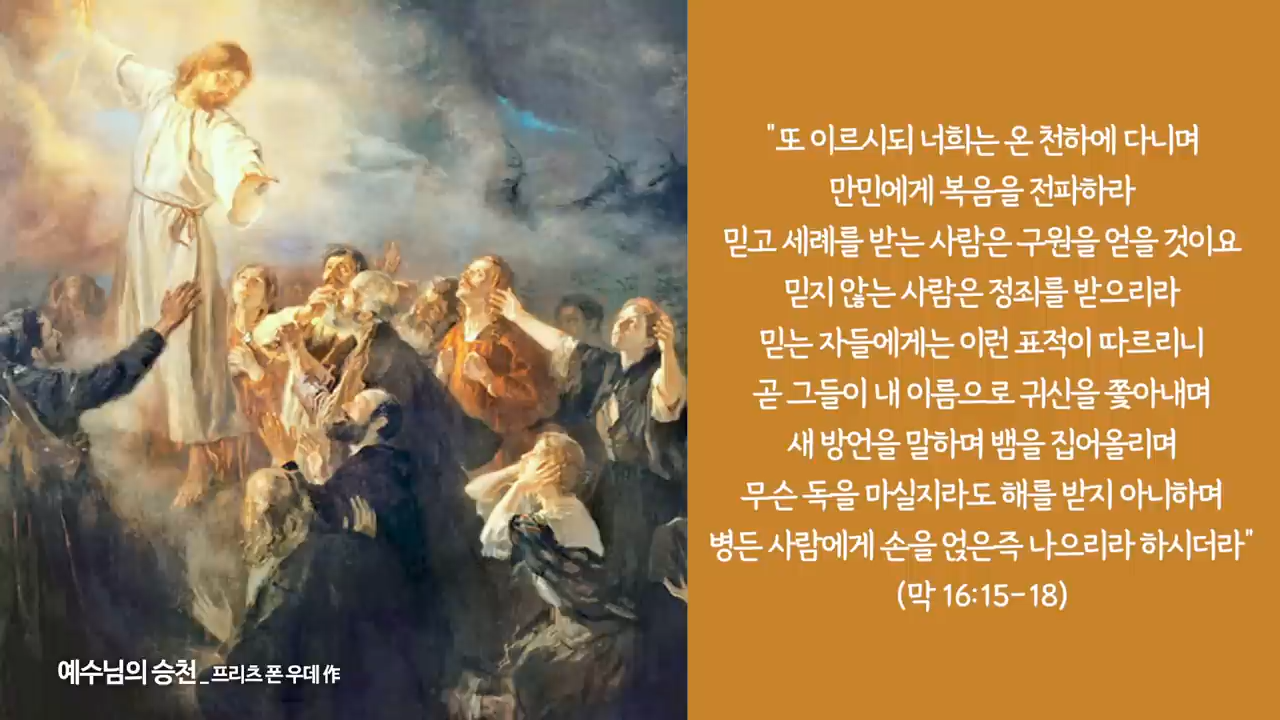 "또 이르시되 너희는 온 천하에 다니며
만민에게 복음을 전파하라
믿고 세례를 받는 사람은 구원을 얻을 것이요
믿지 않는 사람은 정죄를 받으리라
믿는 자들에게는 이런 표적이 따르리니
곧 그들이 내 이름으로 귀신을 쫓아내며
새 방언을 말하며 뱀을 집어올리며
무슨 독을 마실지라도 해를 받지 아니하며
병든 사람에게 손을 얹은즉 나으리라 하시더라"
(막 16:15-18)
예수님의 승천_프리츠 폰 우데 作